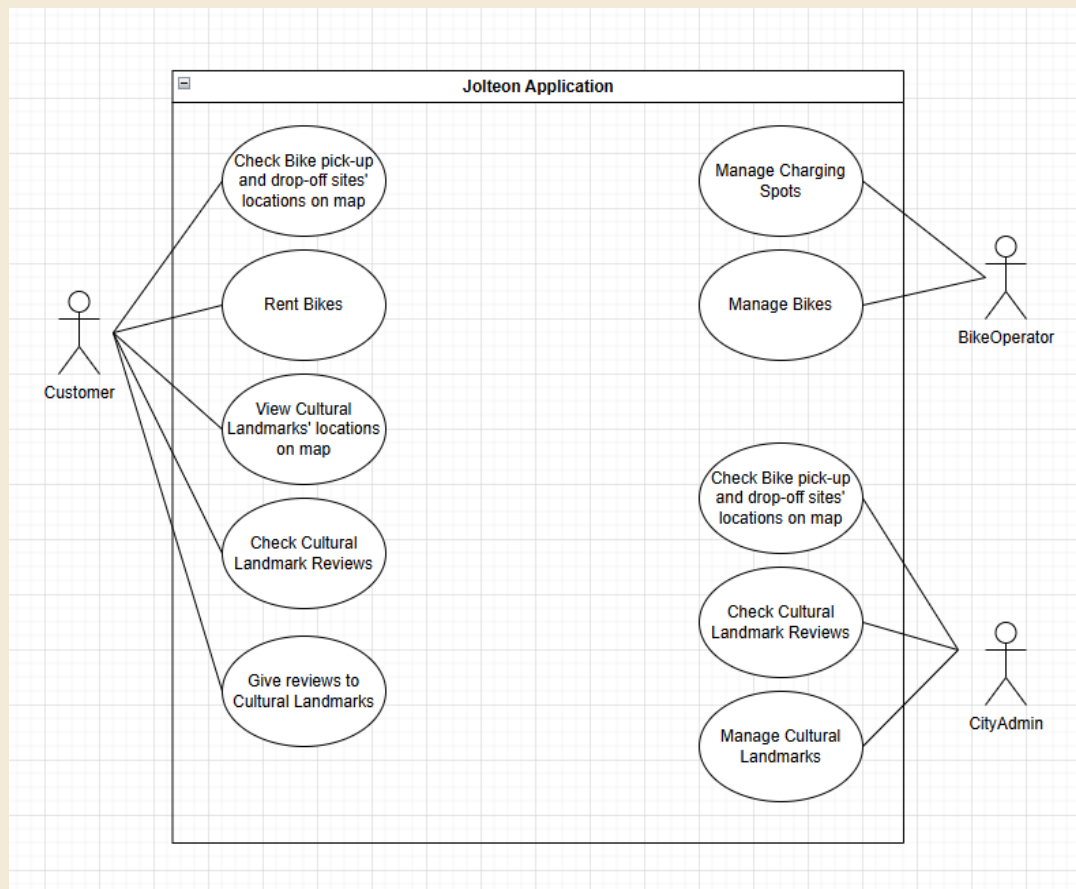 Jolteon Application
Check Bike pick-up
and drop-off sites'
locations on map
Rent Bikes
View Cultural
Landmarks' locations
on map
Check Cultural
Landmark Reviews
Give reviews to
Cultural Landmarks
Customer
Manage Charging
Spots
Manage Bikes
BikeOperator
Check Bike pick-up
and drop-off sites'
locations on map
Check Cultural
Landmark Reviews
Manage Cultural
Landmarks
CityAdmin